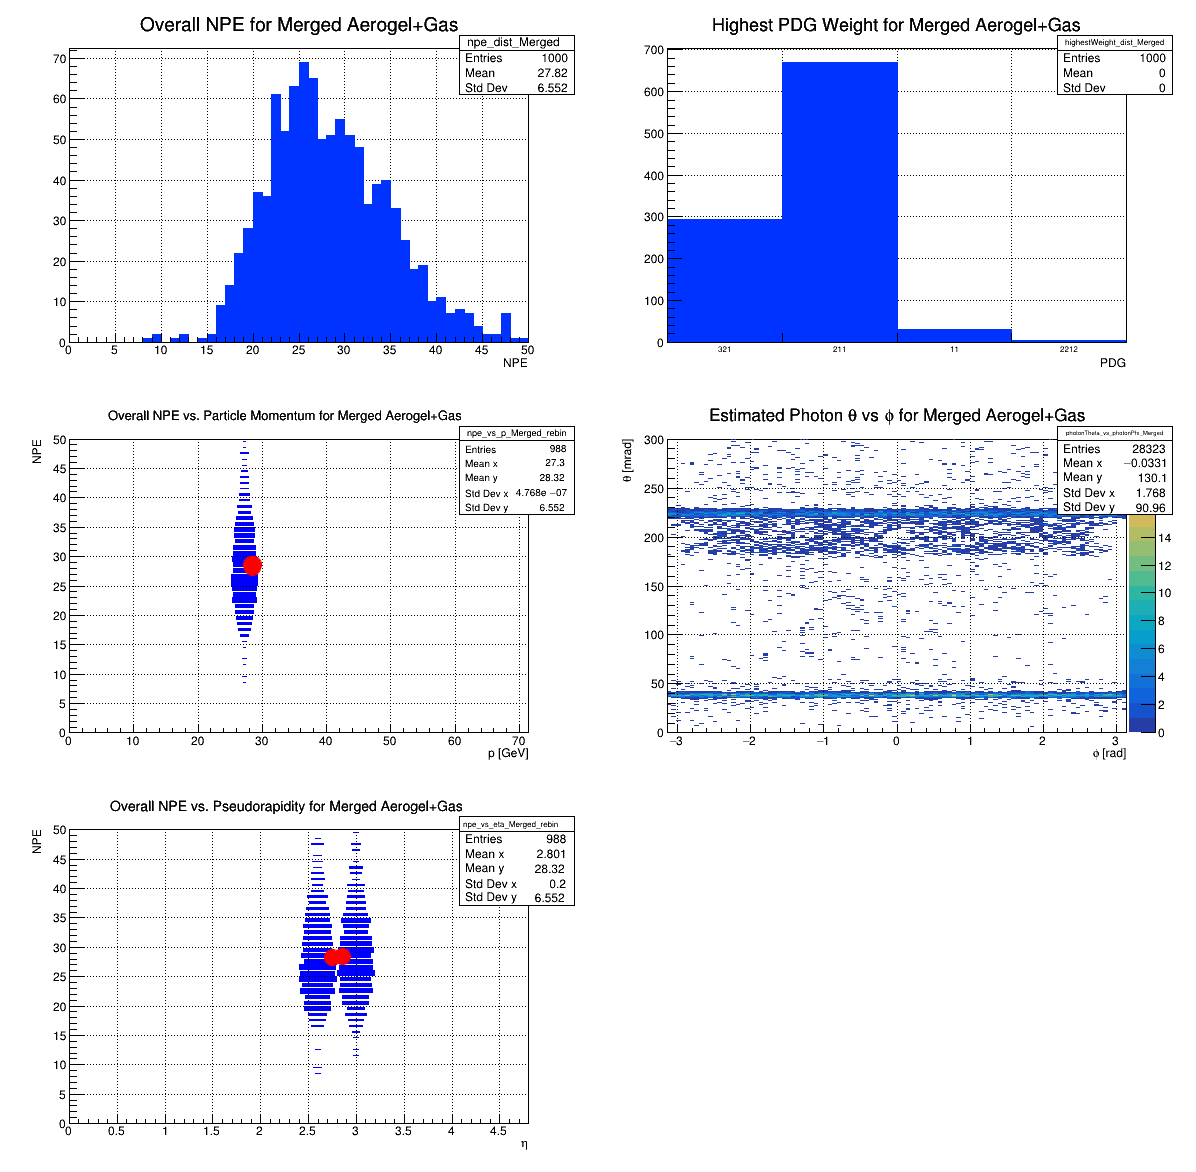 Overall NPE for Merged Aerogel+Gas
npe_dist_Merged
Entries 1000
Mean 27.82
Std Dev 6.552
70
60
50
40
30
20
10
0
0 5 10 15 20 25 30 35 40 45 50
NPE
Highest PDG Weight for Merged Aerogel+Gas
highestWeight_dist_Merged
Entries 1000
Mean 0
Std Dev 0
700
600
500
400
300
200
100
0
321 211 11 2212
PDG
Overall NPE vs. Particle Momentum for Merged Aerogel+Gas
npe_vs_p_Merged_rebin
Entries 988
Mean x 27.3
Mean y 28.32
Std Dev x 4.768e −07
Std Dev y 6.552
NPE
50
45
40
35
30
25
20
15
10
5
0
0 10 20 30 40 50 60 70
p [GeV]
Estimated Photon θ vs ϕ for Merged Aerogel+Gas
photonTheta_vs_photonPhi_Merged
Entries 28323
Mean x −0.0331
Mean y 130.1
Std Dev x 1.768
Std Dev y 90.96
θ [mrad]
300
250
200
150
100
50
0
−3 −2 −1 0 1 2 3
ϕ [rad]
14
12
10
8
6
4
2
0
Overall NPE vs. Pseudorapidity for Merged Aerogel+Gas
npe_vs_eta_Merged_rebin
Entries 988
Mean x 2.801
Mean y 28.32
Std Dev x 0.2
Std Dev y 6.552
NPE
50
45
40
35
30
25
20
15
10
5
0
0 0.5 1 1.5 2 2.5 3 3.5 4 4.5
η